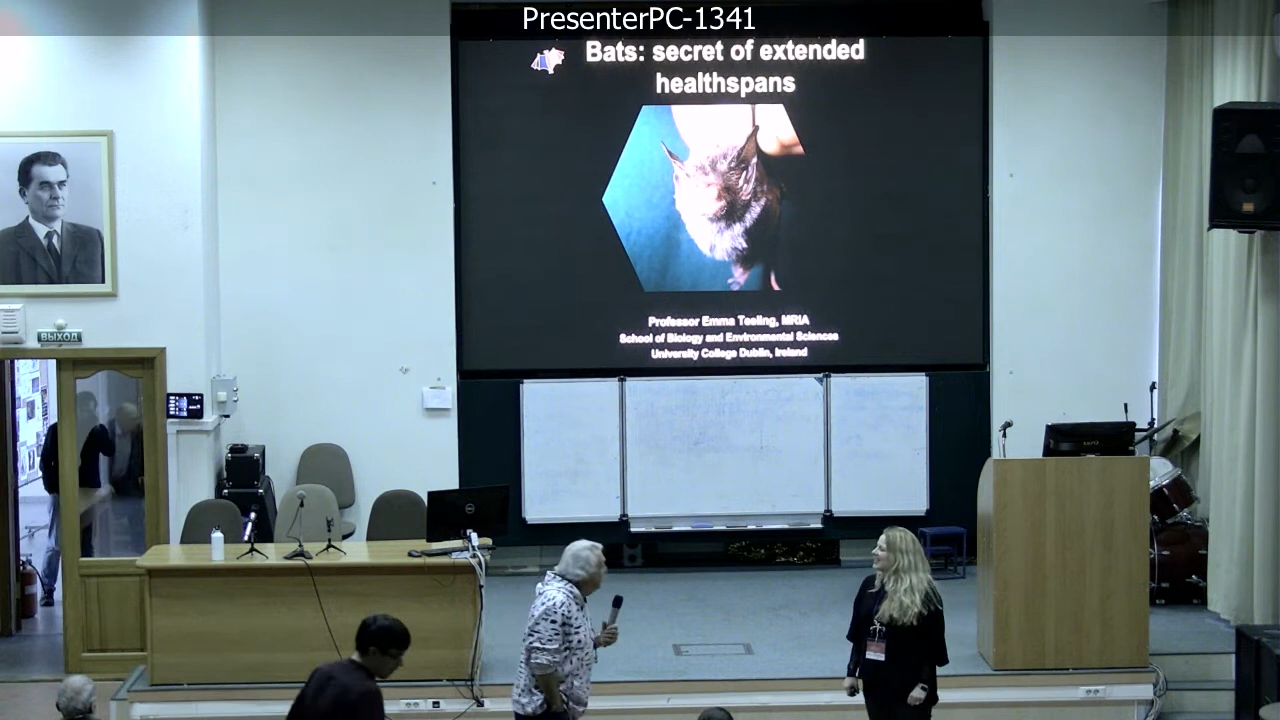 PresenterPC-1341
Bats: secret of extended
healthspans
Professor Emma Teeling, MRIA
School of Biology and Environmental Sciences
University College Dublin, Ireland
ВЫХОД